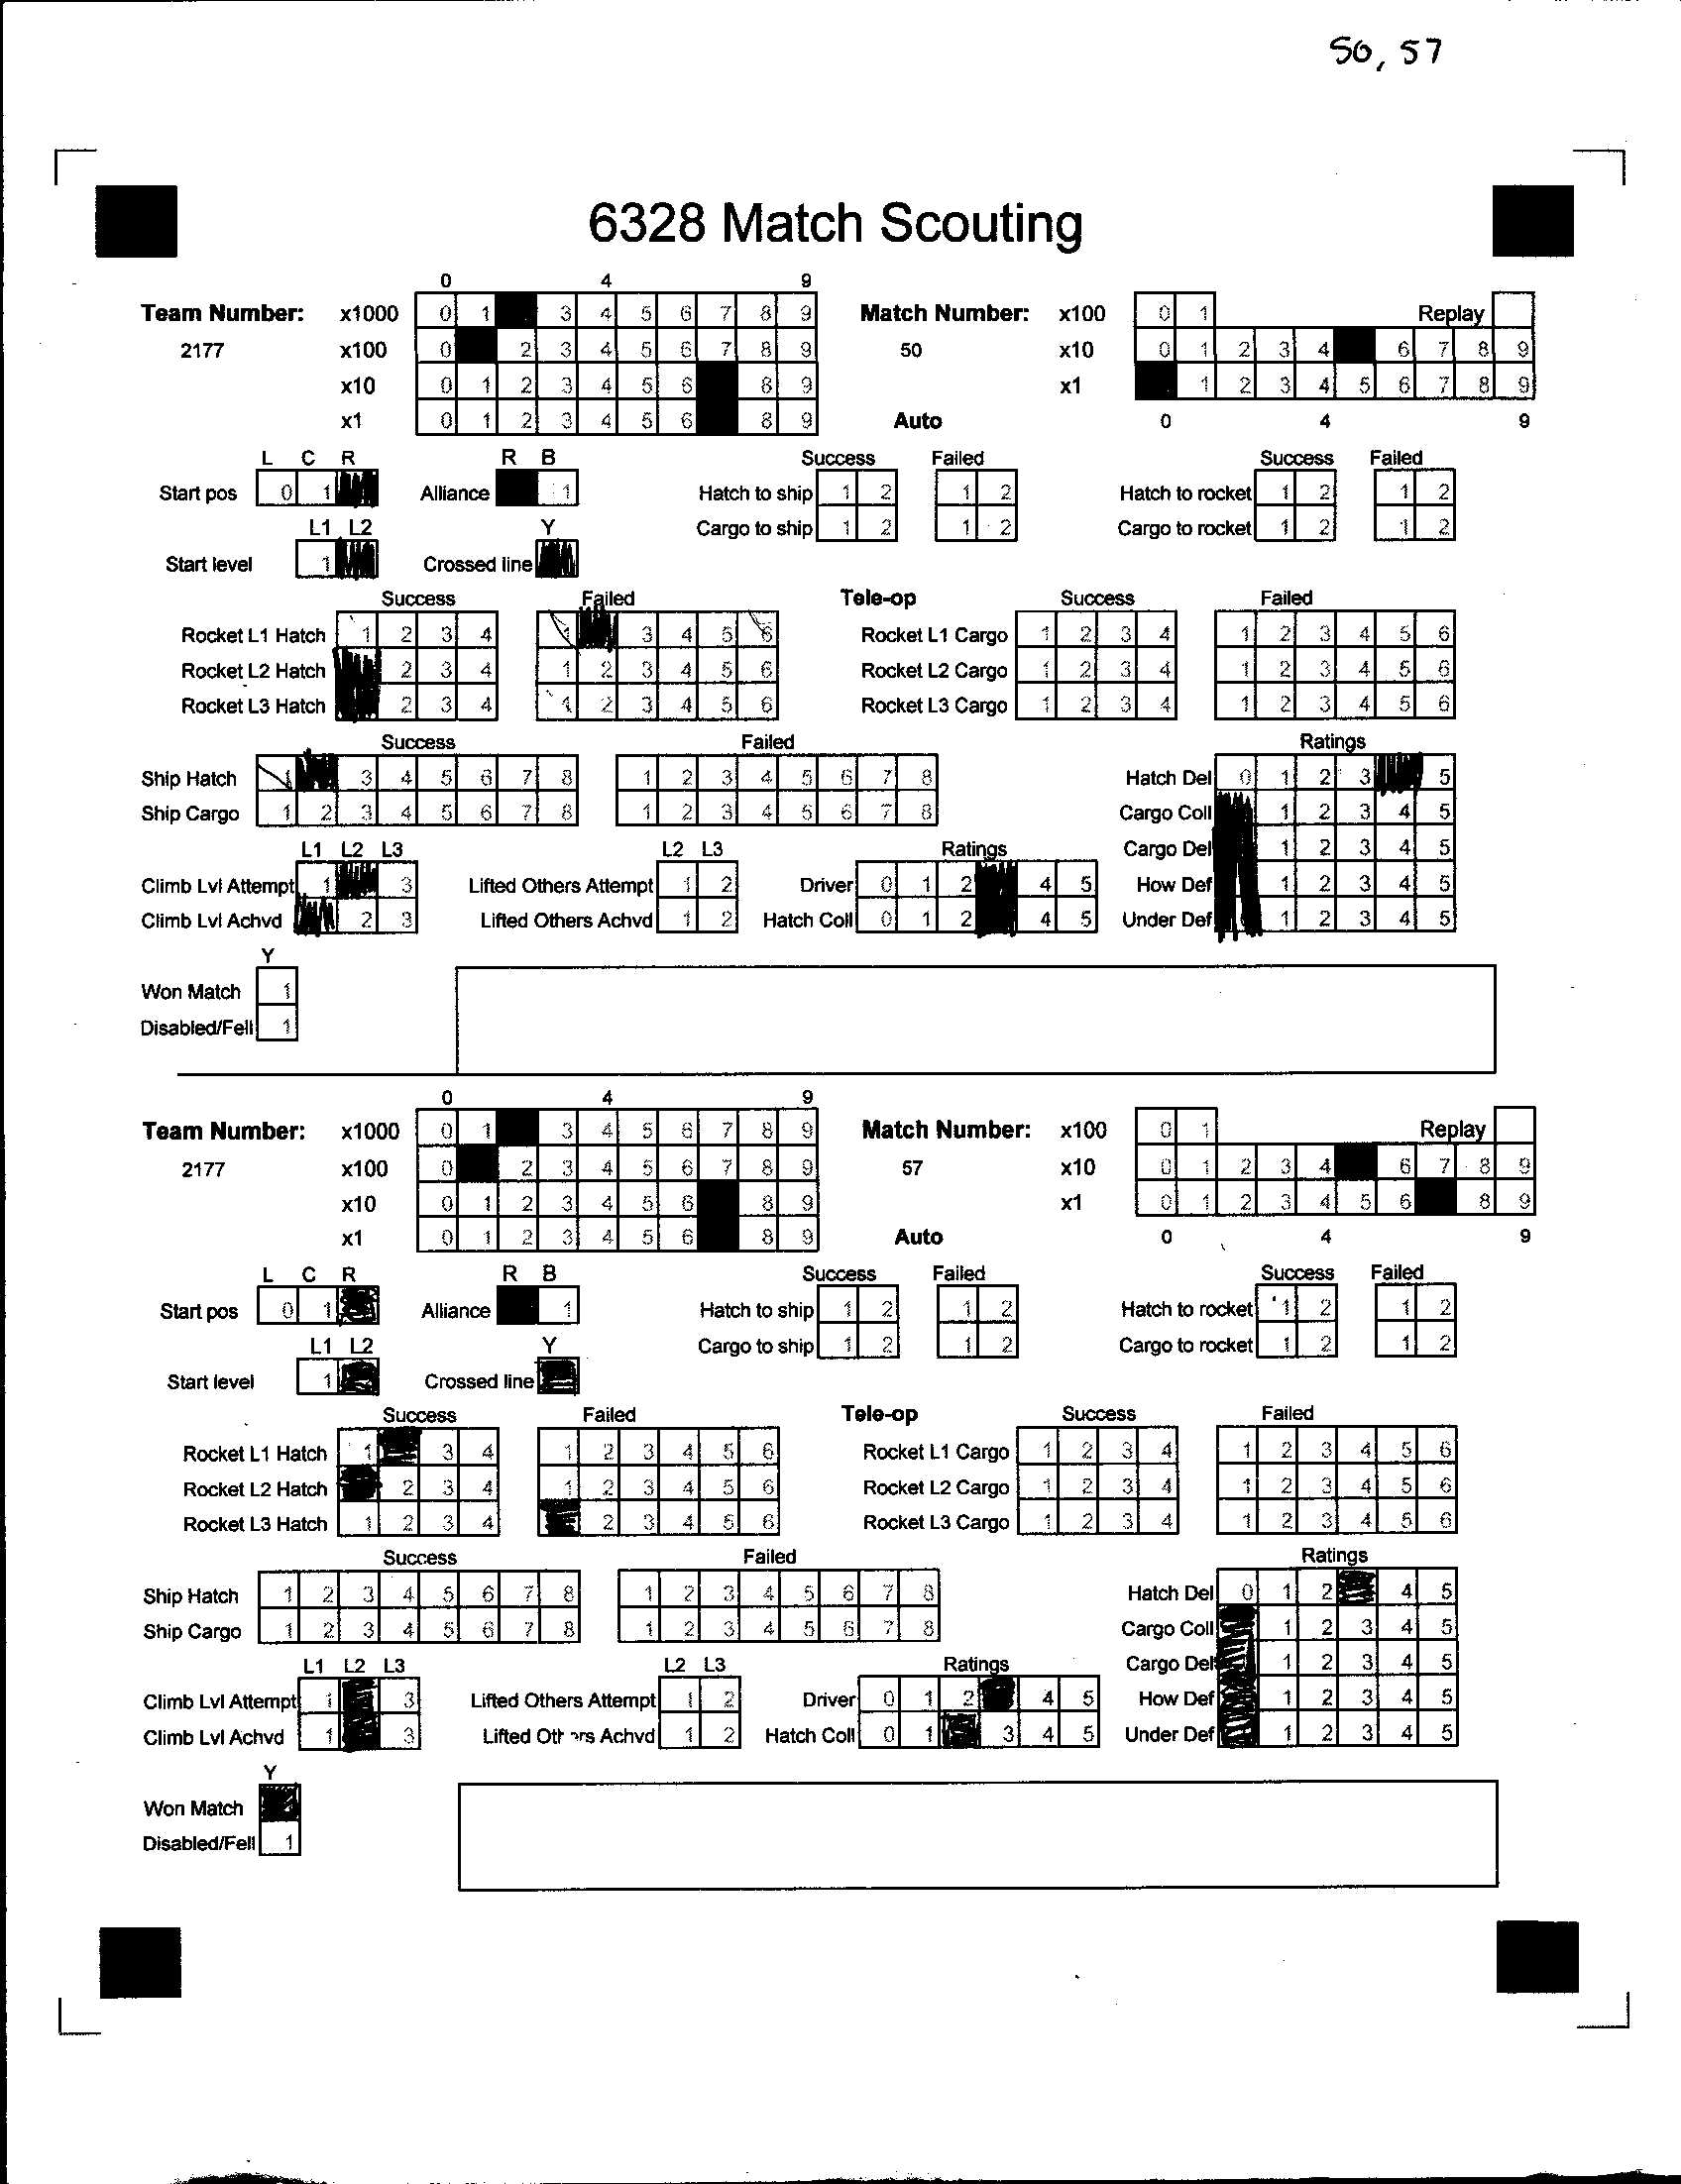 50, 57
6328 Match Scouting
0 4 9
Team Number: x1000 0 1 3 4 5 6 7 8 9 Match Number: x100 0 1 Replay
2177 x100 0 2 3 4 5 6 7 8 9 50 x10 0 1 2 3 4 6 7 8 9
x10 0 1 2 3 4 5 6 8 9 x1 1 2 3 4 5 6 7 8 9
x1 0 1 2 3 4 5 6 8 9 Auto 0 4 9
L C R R B Success Failed Success Failed
Start pos 0 1 Alliance 1 Hatch to ship 1 2 1 2 Hatch to rocket 1 2 1 2
L1 L2 Y Cargo to ship 1 2 1 2 Cargo to rocket 1 2 1 2
Start level 1 Crossed line
Success Failed Tele-op Success Failed
Rocket L1 Hatch 1 2 3 4 1 3 4 5 6 Rocket L1 Cargo 1 2 3 4 1 2 3 4 5 6
Rocket L2 Hatch 2 3 4 1 2 3 4 5 6 Rocket L2 Cargo 1 2 3 4 1 2 3 4 5 6
Rocket L3 Hatch 2 3 4 1 2 3 4 5 6 Rocket L3 Cargo 1 2 3 4 1 2 3 4 5 6
Success Failed Ratings
Ship Hatch 1 3 4 5 6 7 8 1 2 3 4 5 6 7 8 Hatch Del 0 1 2 3 5
Ship Cargo 1 2 3 4 5 6 7 8 1 2 3 4 5 6 7 8 Cargo Coll 1 2 3 4 5
L1 L2 L3 L2 L3 Ratings Cargo Del 1 2 3 4 5
Climb Lvl Attempt 1 3 Lifted Others Attempt 1 2 Driver 0 1 2 4 5 How Def 1 2 3 4 5
Climb Lvl Achvd 2 3 Lifted Others Achvd 1 2 Hatch Coll 0 1 2 4 5 Under Def 1 2 3 4 5
Y
Won Match 1
Disabled/Fell 1
0 4 9
Team Number: x1000 0 1 3 4 5 6 7 8 9 Match Number: x100 0 1 Replay
2177 x100 0 2 3 4 5 6 7 8 9 57 x10 0 1 2 3 4 6 7 8 9
x10 0 1 2 3 4 5 6 8 9 x1 0 1 2 3 4 5 6 8 9
x1 0 1 2 3 4 5 6 8 9 Auto 0 4 9
L C R R B Success Failed Success Failed
Start pos 0 1 Alliance 1 Hatch to ship 1 2 1 2 Hatch to rocket 1 2 1 2
L1 L2 Y Cargo to ship 1 2 1 2 Cargo to rocket 1 2 1 2
Start level 1 Crossed line
Success Failed Tele-op Success Failed
Rocket L1 Hatch 1 3 4 1 2 3 4 5 6 Rocket L1 Cargo 1 2 3 4 1 2 3 4 5 6
Rocket L2 Hatch 2 3 4 1 2 3 4 5 6 Rocket L2 Cargo 1 2 3 4 1 2 3 4 5 6
Rocket L3 Hatch 1 2 3 4 2 3 4 5 6 Rocket L3 Cargo 1 2 3 4 1 2 3 4 5 6
Success Failed Ratings
Ship Hatch 1 2 3 4 5 6 7 8 1 2 3 4 5 6 7 8 Hatch Del 0 1 2 4 5
Ship Cargo 1 2 3 4 5 6 7 8 1 2 3 4 5 6 7 8 Cargo Coll 1 2 3 4 5
L1 L2 L3 L2 L3 Ratings Cargo Del 1 2 3 4 5
Climb Lvl Attempt 1 3 Lifted Others Attempt 1 2 Driver 0 1 2 4 5 How Def 1 2 3 4 5
Climb Lvl Achvd 1 3 Lifted Achvd 1 2 Hatch Coll 0 1 3 4 5 Under Def 1 2 3 4 5
Y
Won Match
Disabled/Fell 1